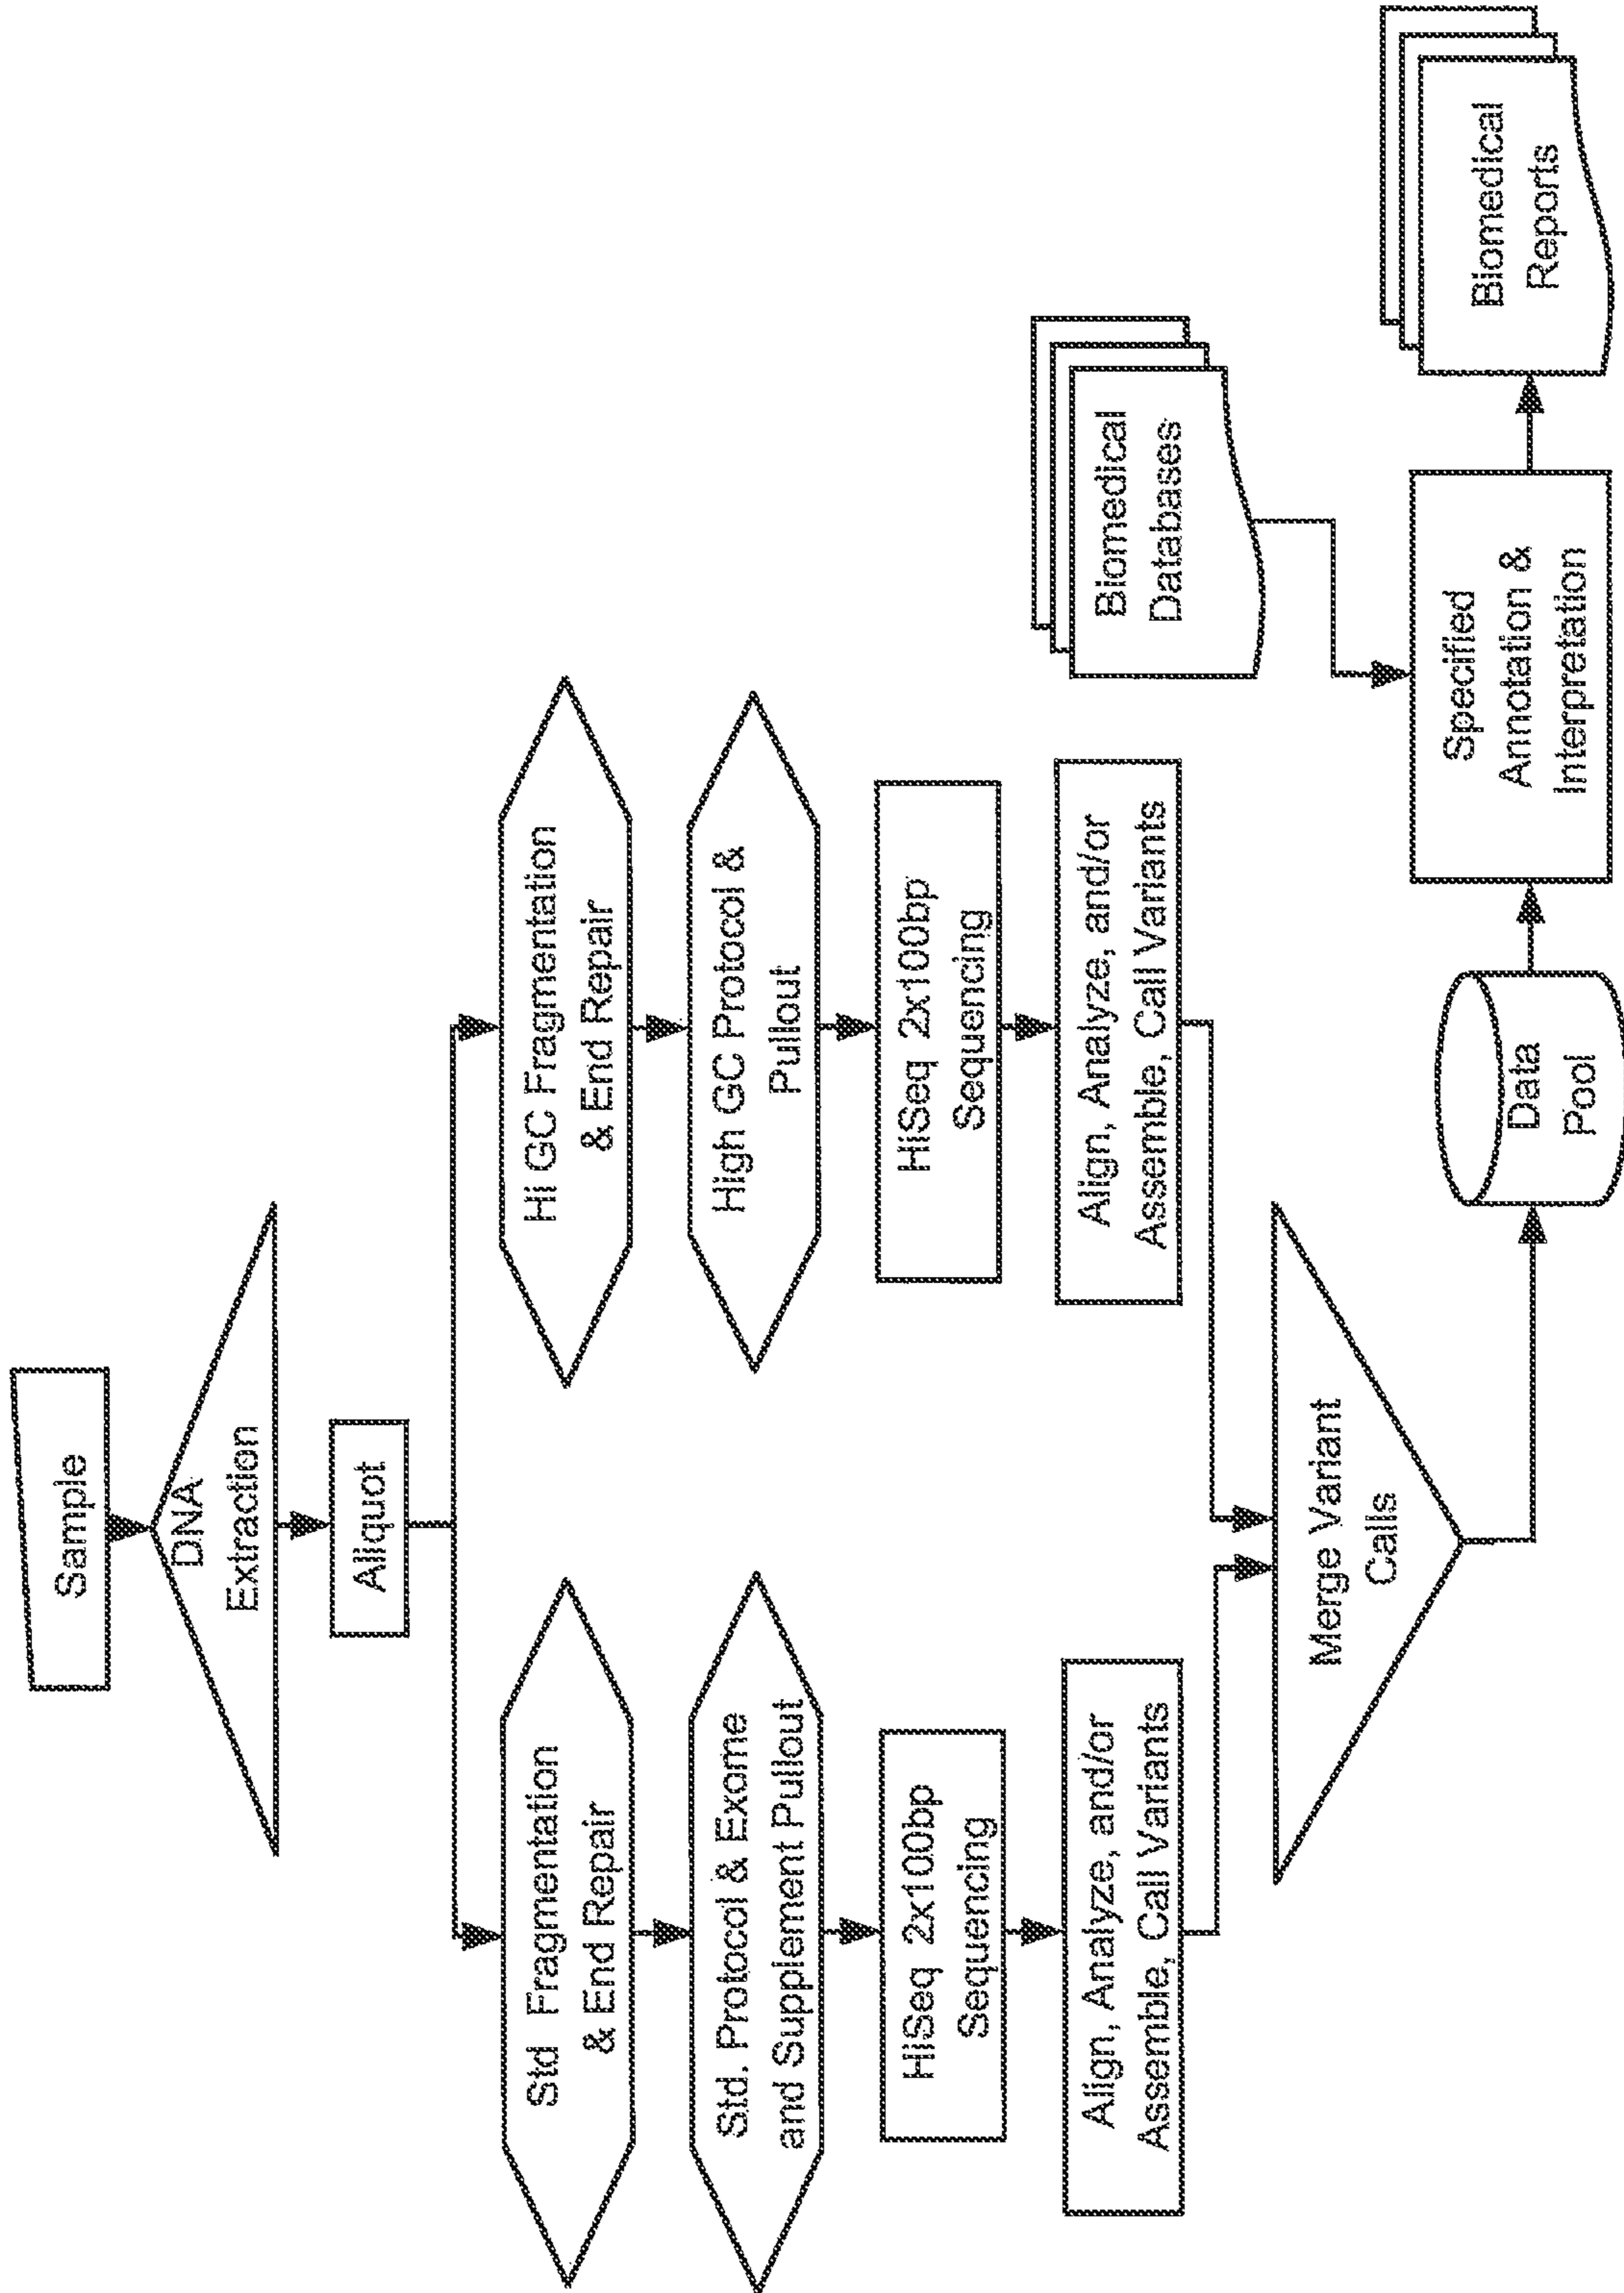 Sample
DNA
Extraction
Aliquot
Std Fragmentation
& End Repair
Std. Protocol & Exome
and Supplement Pullout
HiSeq 2x100bp
Sequencing
Align, Analyze, and/or
Assemble, Call Variants
Hi GC Fragmentation
& End Repair
High GC Protocol &
Pullout
HiSeq 2x100bp
Sequencing
Align, Analyze, and/or
Assemble, Call Variants
Merge Variant
Calls
Data
Pool
Biomedical
Databases
Specified
Annotation &
Interpretation
Biomedical
Reports